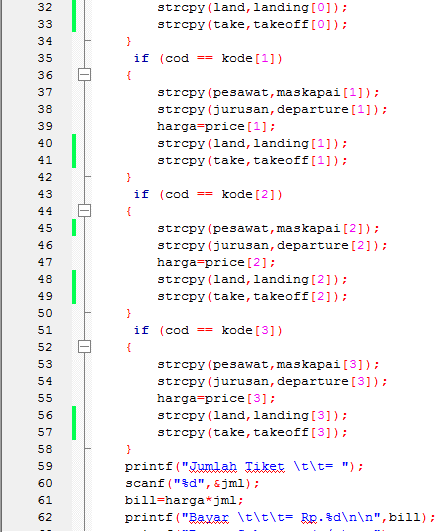 32 strcpy(land,landing[0]);
33 strcpy(take,takeoff[0]);
34 }
35 if (cod == kode[1])
36 {
37 strcpy(pesawat,maskapai[1]);
38 strcpy(jurusan,departure[1]);
39 harga=price[1];
40 strcpy(land,landing[1]);
41 strcpy(take,takeoff[1]);
42 }
43 if (cod == kode[2])
44 {
45 strcpy(pesawat,maskapai[2]);
46 strcpy(jurusan,departure[2]);
47 harga=price[2];
48 strcpy(land,landing[2]);
49 strcpy(take,takeoff[2]);
50 }
51 if (cod == kode[3])
52 {
53 strcpy(pesawat,maskapai[3]);
54 strcpy(jurusan,departure[3]);
55 harga=price[3];
56 strcpy(land,landing[3]);
57 strcpy(take,takeoff[3]);
58 }
59 printf("Jumlah Tiket \t\t= ");
60 scanf("%d",&jml);
61 bill=harga*jml;
62 printf("Bayar \t\t\t= Rp.%d\n\n",bill);